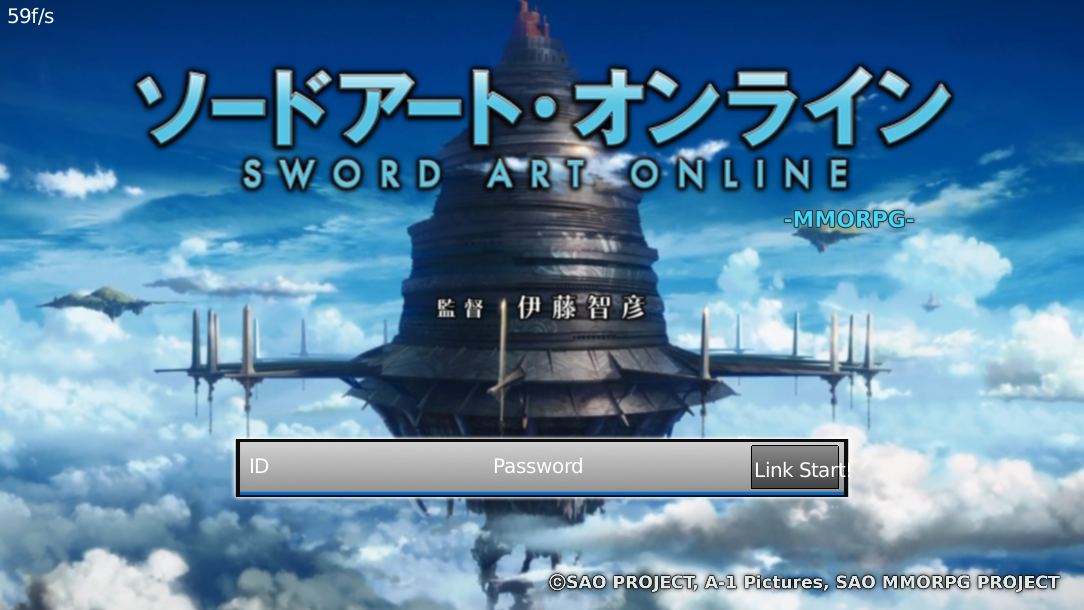 59f/s
ソードアート・オンライン
SWORD ART ONLINE
-MMORPG-
監督 伊藤智彦
ID Password Link Start!
©SAO PROJECT, A-1 Pictures, SAO MMORPG PROJECT